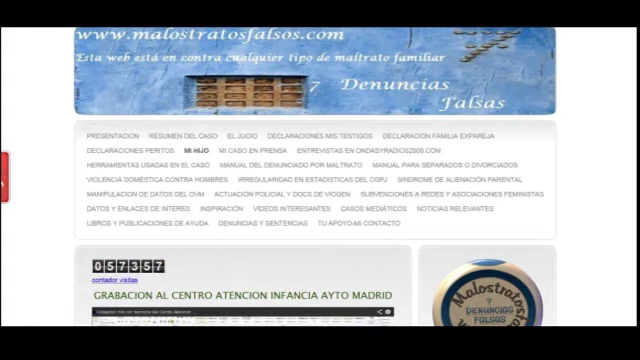 www.malostratosfalsos.com
Esta web está en contra cualquier tipo de maltrato familiar
7 Denuncias
Falsas
PRESENTACION RESUMEN DEL CASO EL JUCIO DECLARACIONES MIS TESTIGOS DECLARACION FAMILIA EXPAREJA
DECLARACIONES PERITOS MI HIJO MI CASO EN PRENSA ENTREVISTAS EN ONDASYRADIOS2000.COM
HERRAMIENTAS USADAS EN EL CASO MANUAL DEL DENUNCIADO POR MALTRATO MANUAL PARA SEPARADOS O DIVORCIADOS
VIOLENCIA DOMÉSTICA CONTRA HOMBRES IRREGULARIDAD EN ESTADISTICAS DEL CGPJ SINDROME DE ALIENACIÓN PARENTAL
MANIPULACION DE DATOS DEL OVM ACTUACIÓN POLICIAL Y DOCS DE VIOGEN SUBVENCIONES A REDES Y ASOCIACIONES FEMINISTAS
DATOS Y ENLACES DE INTERES INSPIRACIÓN VÍDEOS INTERESANTES CASOS MEDIÁTICOS NOTICIAS RELEVANTES
LIBROS Y PUBLICACIONES DE AYUDA DENUNCIAS Y SENTENCIAS TU APOYO-MI CONTACTO
057357
contador visitas
GRABACION AL CENTRO ATENCION INFANCIA AYTO MADRID
Malostratosfalsos
7
DENUNCIAS
FALSAS